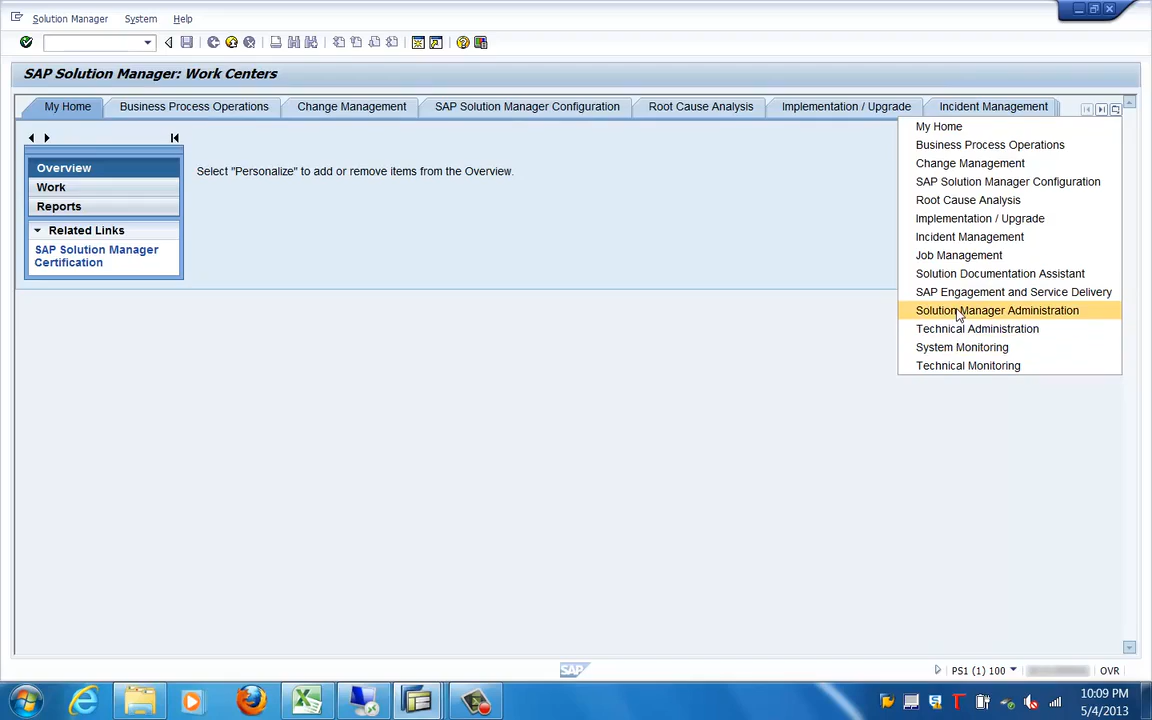 Solution Manager System Help
SAP Solution Manager: Work Centers
My Home Business Process Operations Change Management SAP Solution Manager Configuration Root Cause Analysis Implementation / Upgrade Incident Management
Overview
Work
Reports
Related Links
SAP Solution Manager
Certification
Select "Personalize" to add or remove items from the Overview.
My Home
Business Process Operations
Change Management
SAP Solution Manager Configuration
Root Cause Analysis
Implementation / Upgrade
Incident Management
Job Management
Solution Documentation Assistant
SAP Engagement and Service Delivery
Solution Manager Administration
Technical Administration
System Monitoring
Technical Monitoring
SAP
PS1 (1) 100 OVR
10:09 PM
5/4/2013